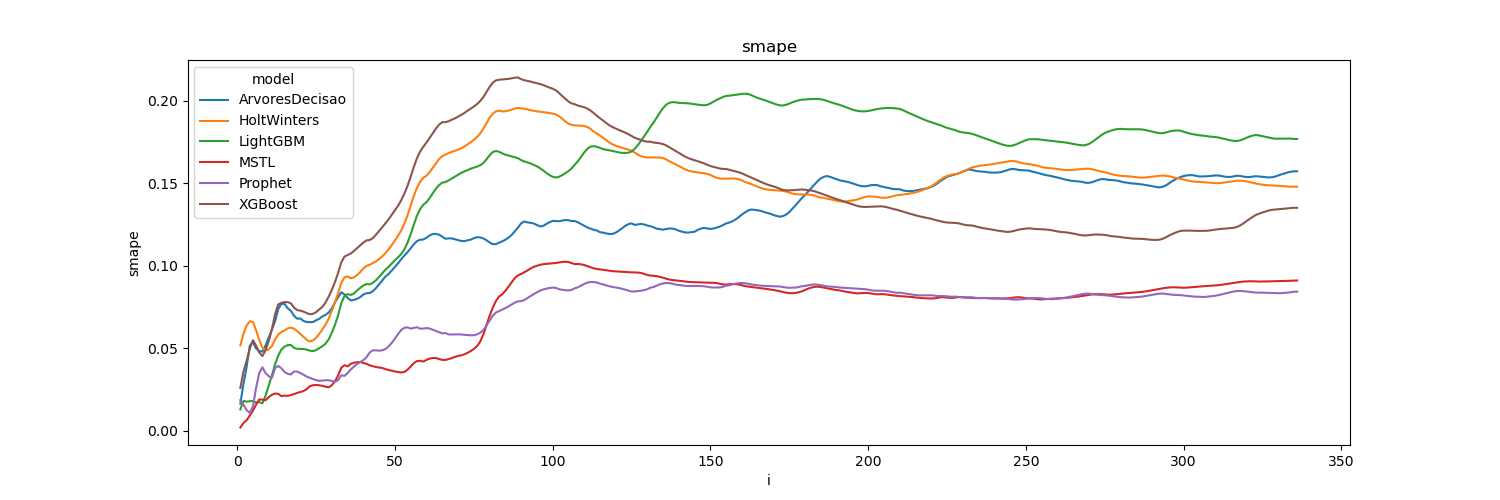 smape
model
ArvoresDecisao
HoltWinters
LightGBM
MSTL
Prophet
XGBoost
smape
0.20
0.15
0.10
0.05
0.00
0 50 100 150 200 250 300 350
i